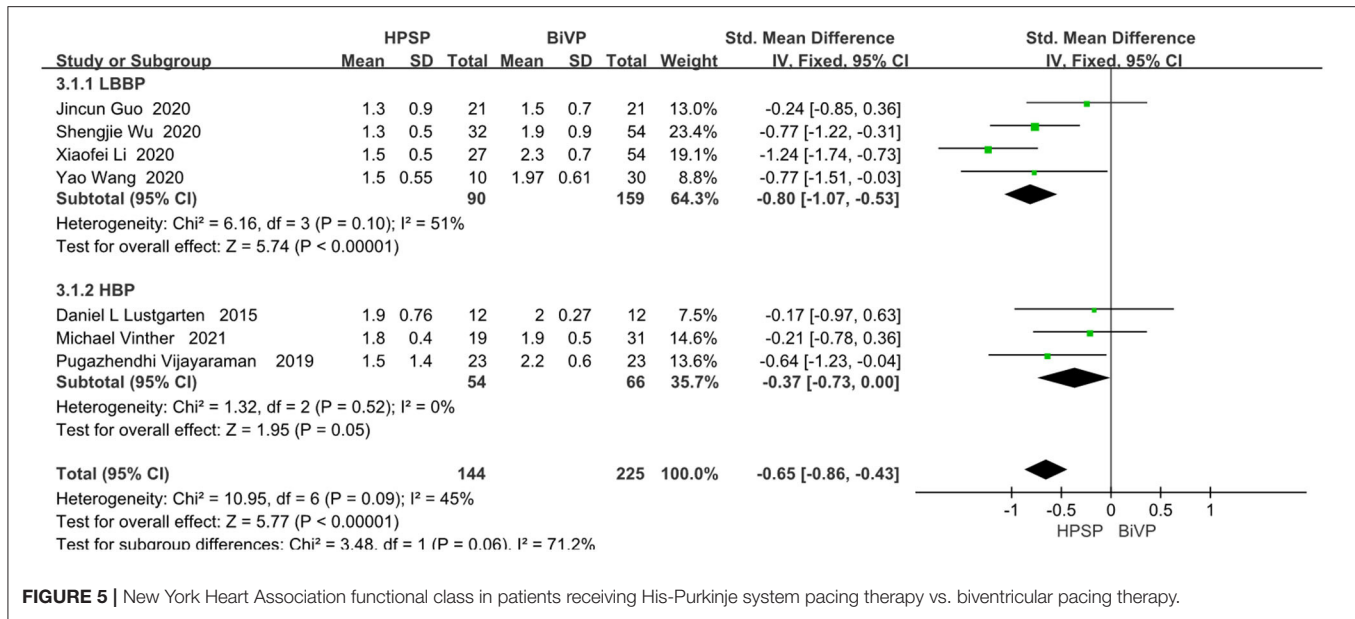 HPSP BiVP Std. Mean Difference Std. Mean Difference
Study or Subgroup Mean SD Total Mean SD Total Weight IV, Fixed, 95% CI IV, Fixed, 95% CI
3.1.1 LBBP
Jincun Guo 2020 1.3 0.9 21 1.5 0.7 21 13.0% -0.24 [-0.85, 0.36]
Shengjie Wu 2020 1.3 0.5 32 1.9 0.9 54 23.4% -0.77 [-1.22, -0.31]
Xiaofei Li 2020 1.5 0.5 27 2.3 0.7 54 19.1% -1.24 [-1.74, -0.73]
Yao Wang 2020 1.5 0.55 10 1.97 0.61 30 8.8% -0.77 [-1.51, -0.03]
Subtotal (95% CI) 90 159 64.3% -0.80 [-1.07, -0.53]
Heterogeneity: Chi² = 6.16, df = 3 (P = 0.10); I² = 51%
Test for overall effect: Z = 5.74 (P < 0.00001)
3.1.2 HBP
Daniel L Lustgarten 2015 1.9 0.76 12 2 0.27 12 7.5% -0.17 [-0.97, 0.63]
Michael Vinther 2021 1.8 0.4 19 1.9 0.5 31 14.6% -0.21 [-0.78, 0.36]
Pugazhendhi Vijayaraman 2019 1.5 1.4 23 2.2 0.6 23 13.6% -0.64 [-1.23, -0.04]
Subtotal (95% CI) 54 66 35.7% -0.37 [-0.73, 0.00]
Heterogeneity: Chi² = 1.32, df = 2 (P = 0.52); I² = 0%
Test for overall effect: Z = 1.95 (P = 0.05)
Total (95% CI) 144 225 100.0% -0.65 [-0.86, -0.43]
Heterogeneity: Chi² = 10.95, df = 6 (P = 0.09); I² = 45%
Test for overall effect: Z = 5.77 (P < 0.00001)
Test for subgroup differences: Chi² = 3.48, df = 1 (P = 0.06), I² = 71.2%
-1 -0.5 0 0.5 1
HPSP BiVP
FIGURE 5 | New York Heart Association functional class in patients receiving His-Purkinje system pacing therapy vs. biventricular pacing therapy.